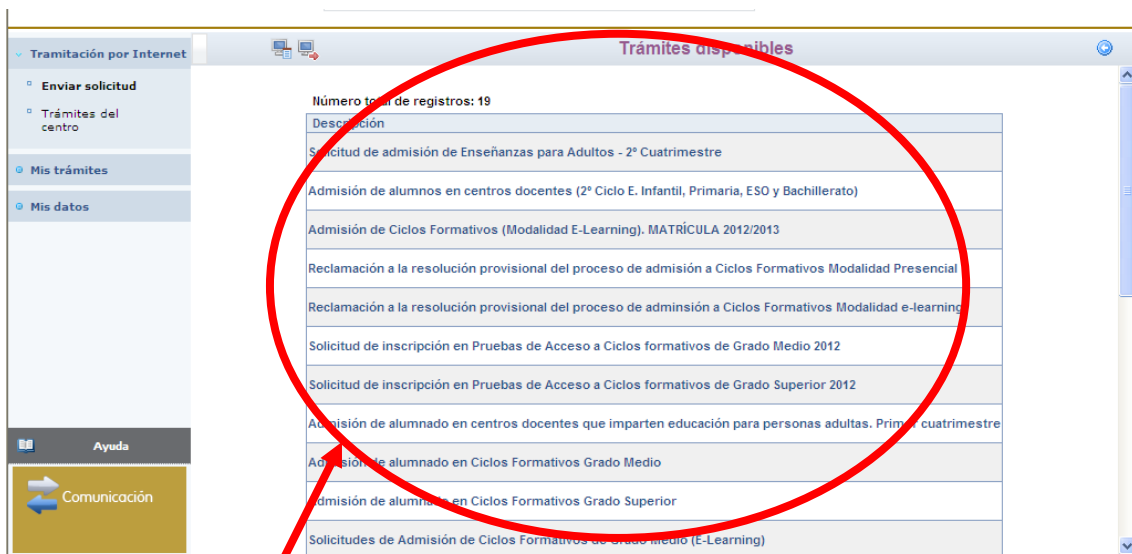 Tramitación por Internet
Enviar solicitud
Trámites del
centro
Mis trámites
Mis datos
Ayuda
Comunicación
Trámites disponibles
Número total de registros: 19
Descripción
Solicitud de admisión de Enseñanzas para Adultos - 2º Cuatrimestre
Admisión de alumnos en centros docentes (2º Ciclo E. Infantil, Primaria, ESO y Bachillerato)
Admisión de Ciclos Formativos (Modalidad E-Learning). MATRÍCULA 2012/2013
Reclamación a la resolución provisional del proceso de admisión a Ciclos Formativos Modalidad Presencial
Reclamación a la resolución provisional del proceso de adminsión a Ciclos Formativos Modalidad e-learning
Solicitud de inscripción en Pruebas de Acceso a Ciclos formativos de Grado Medio 2012
Solicitud de inscripción en Pruebas de Acceso a Ciclos formativos de Grado Superior 2012
Admisión de alumnado en centros docentes que imparten educación para personas adultas. Primer cuatrimestre
Admisión de alumnado en Ciclos Formativos Grado Medio
Admisión de alumnado en Ciclos Formativos Grado Superior
Solicitudes de Admisión de Ciclos Formativos de Grado Medio (E-Learning)